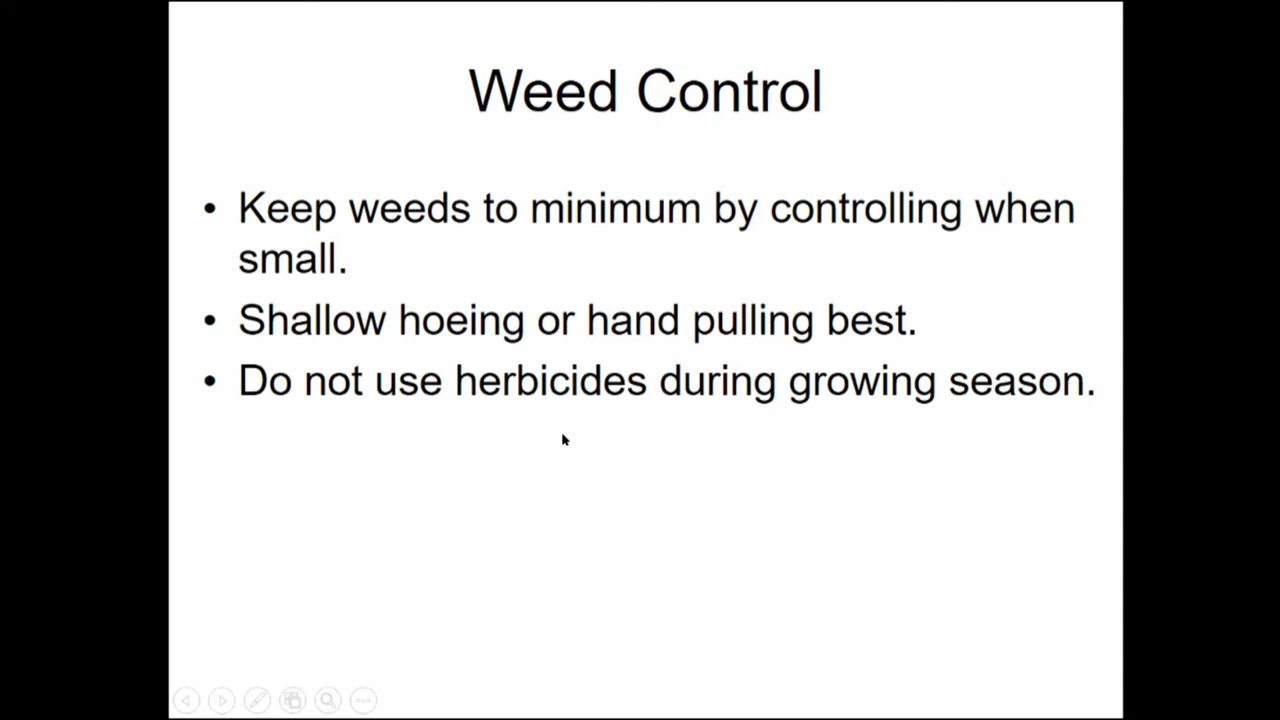 Weed Control
• Keep weeds to minimum by controlling when
small.
• Shallow hoeing or hand pulling best.
• Do not use herbicides during growing season.